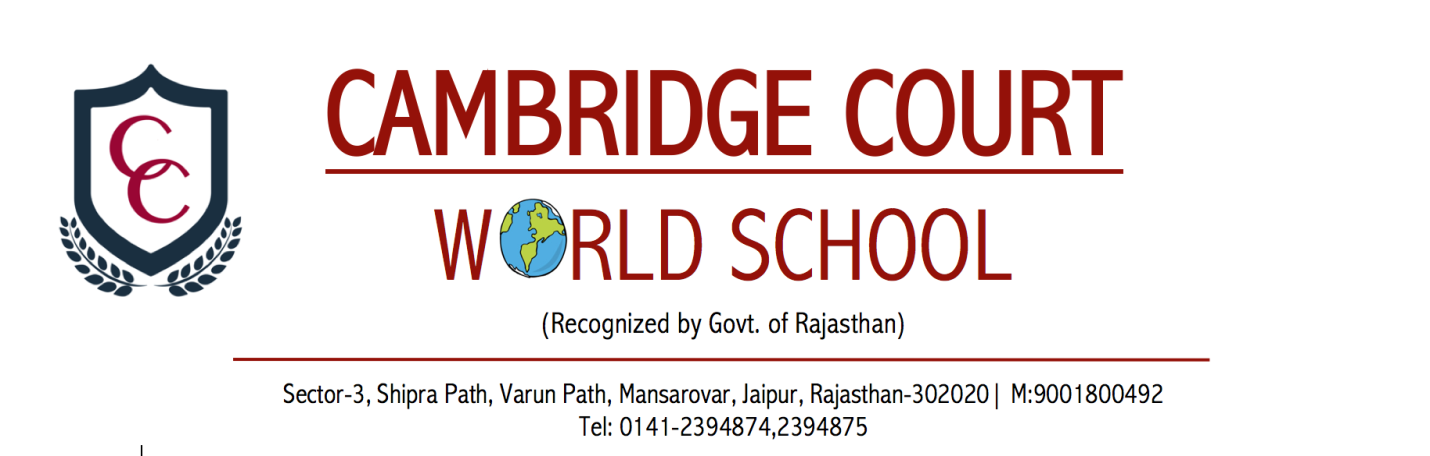 CC
CAMBRIDGE COURT
WORLD SCHOOL
(Recognized by Govt. of Rajasthan)
Sector-3, Shipra Path, Varun Path, Mansarovar, Jaipur, Rajasthan-302020| M:9001800492
Tel: 0141-2394874,2394875